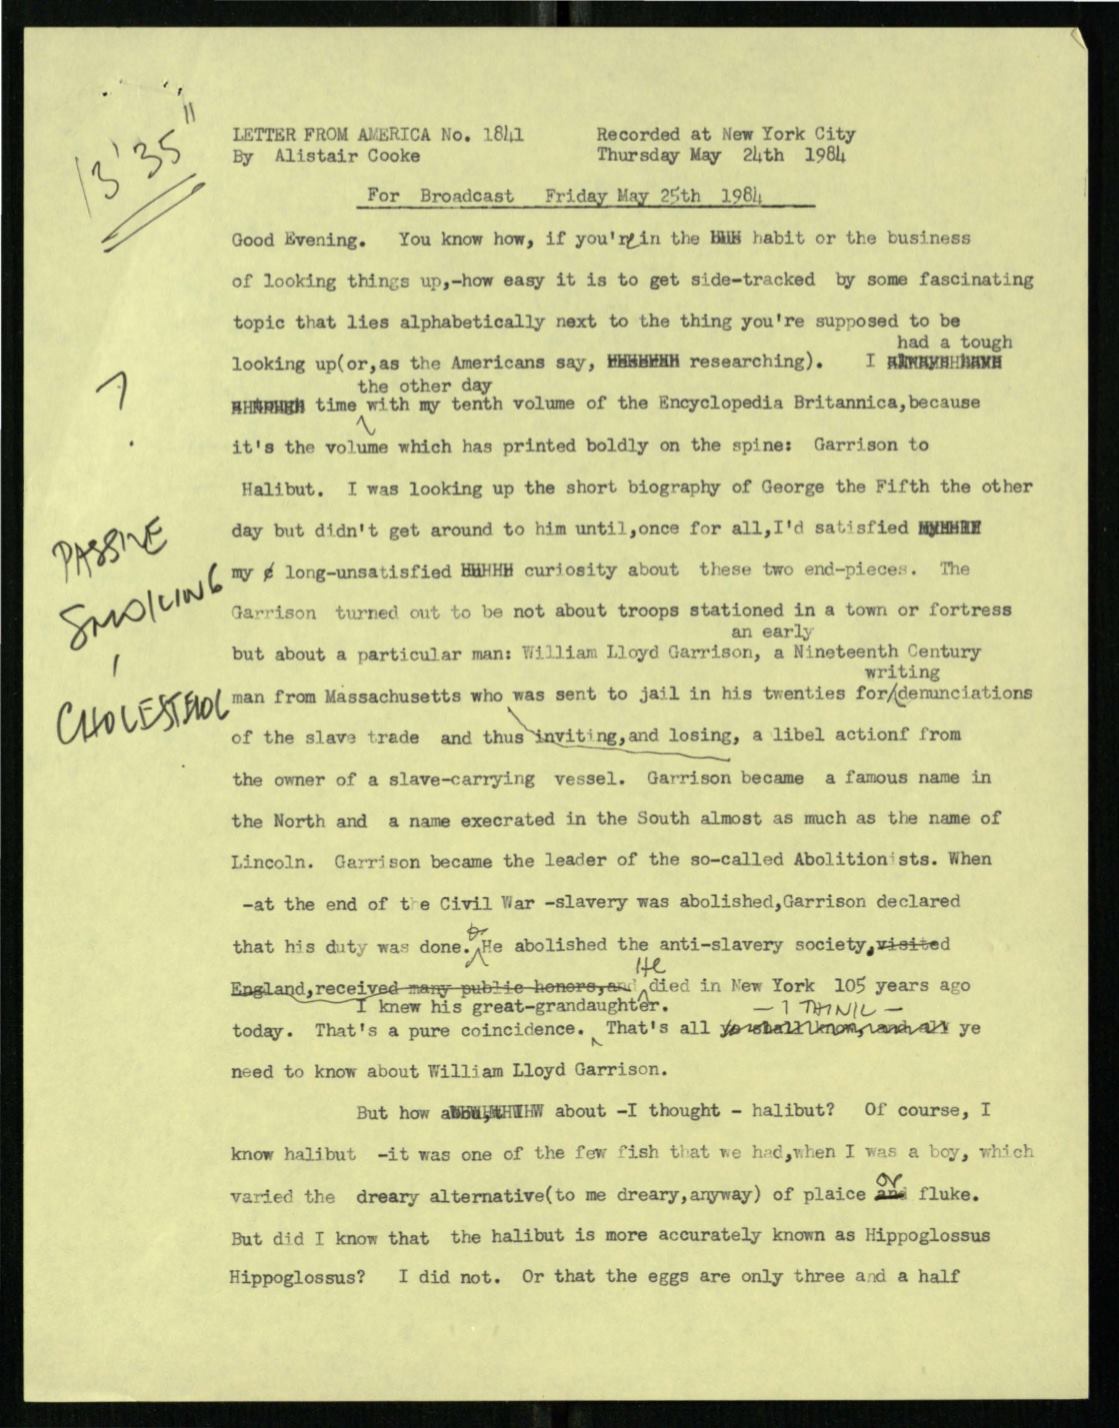 13'35"
LETTER FROM AMERICA No. 1841 Recorded at New York City
By Alistair Cooke Thursday May 24th 1984
For Broadcast Friday May 25th 1984
Good Evening. You know how, if you're in the habit or the business
of looking things up,-how easy it is to get side-tracked by some fascinating
topic that lies alphabetically next to the thing you're supposed to be
had a tough
looking up(or,as the Americans say, researching). I
the other day
time with my tenth volume of the Encyclopedia Britannica,because
?
it's the volume which has printed boldly on the spine: Garrison to
Halibut. I was looking up the short biography of George the Fifth the other
day but didn't get around to him until,once for all,I'd satisfied
PASSIVE
my long-unsatisfied curiosity about these two end-pieces. The
SMOKING
Garrison turned out to be not about troops stationed in a town or fortress
an early
but about a particular man: William Lloyd Garrison, a Nineteenth Century
writing
CHOLESTEROL
man from Massachusetts who was sent to jail in his twenties for denunciations
of the slave trade and thus inviting,and losing, a libel actionf from
the owner of a slave-carrying vessel. Garrison became a famous name in
the North and a name execrated in the South almost as much as the name of
Lincoln. Garrison became the leader of the so-called Abolitionists. When
-at the end of the Civil War -slavery was abolished,Garrison declared
that his duty was done. He abolished the anti-slavery society, visited
He
England,received many public honors,and died in New York 105 years ago
I knew his great-grandaughter. - I THINK -
today. That's a pure coincidence. That's all ye shall know, and all ye
need to know about William Lloyd Garrison.
But how about -I thought - halibut? Of course, I
know halibut -it was one of the few fish that we had,when I was a boy, which
or
varied the dreary alternative(to me dreary,anyway) of plaice and fluke.
But did I know that the halibut is more accurately known as Hippoglossus
Hippoglossus? I did not. Or that the eggs are only three and a half